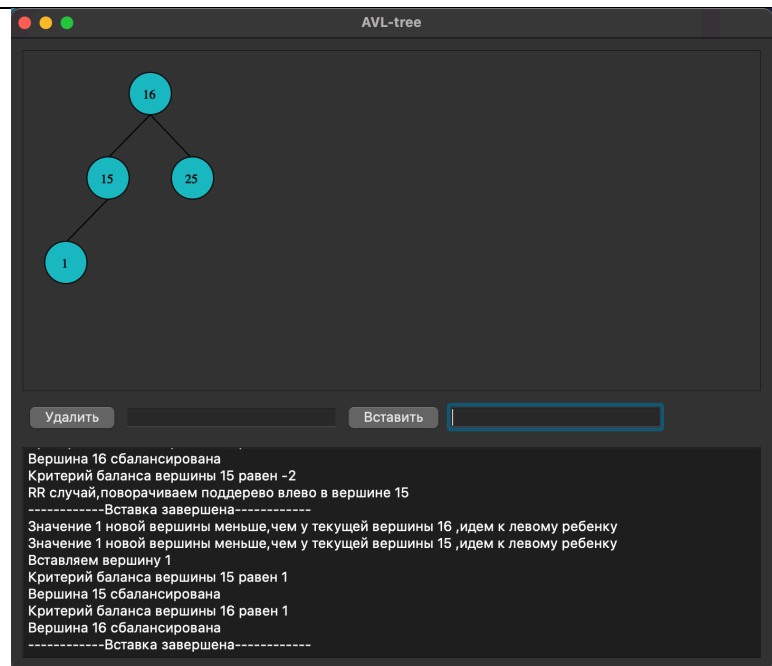 AVL-tree
16
15
25
1
Удалить
Вставить
Вершина 16 сбалансирована
Критерий баланса вершины 15 равен -2
RR случай,поворачиваем поддерево влево в вершине 15
------------Вставка завершена------------
Значение 1 новой вершины меньше,чем у текущей вершины 16 ,идем к левому ребенку
Значение 1 новой вершины меньше,чем у текущей вершины 15 ,идем к левому ребенку
Вставляем вершину 1
Критерий баланса вершины 15 равен 1
Вершина 15 сбалансирована
Критерий баланса вершины 16 равен 1
Вершина 16 сбалансирована
------------Вставка завершена------------